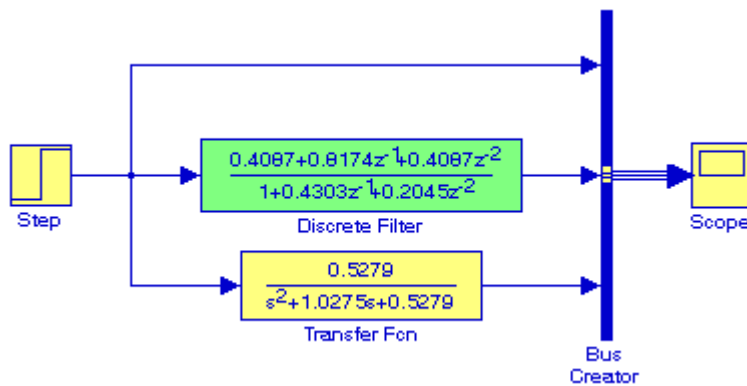 0.4087+0.8174z⁻¹+0.4087z⁻²
1+0.4303z⁻¹+0.2045z⁻²
Step
Discrete Filter
Scope
0.5279
s²+1.0275s+0.5279
Transfer Fcn
Bus
Creator